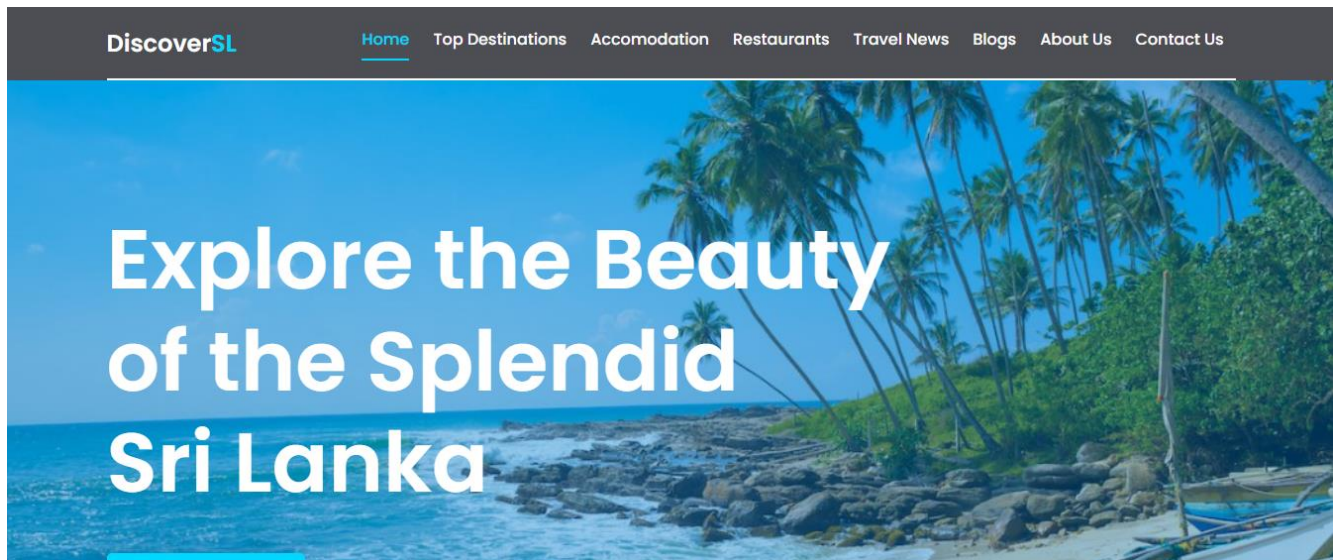 DiscoverSL Home Top Destinations Accomodation Restaurants Travel News Blogs About Us Contact Us
Explore the Beauty
of the Splendid
Sri Lanka